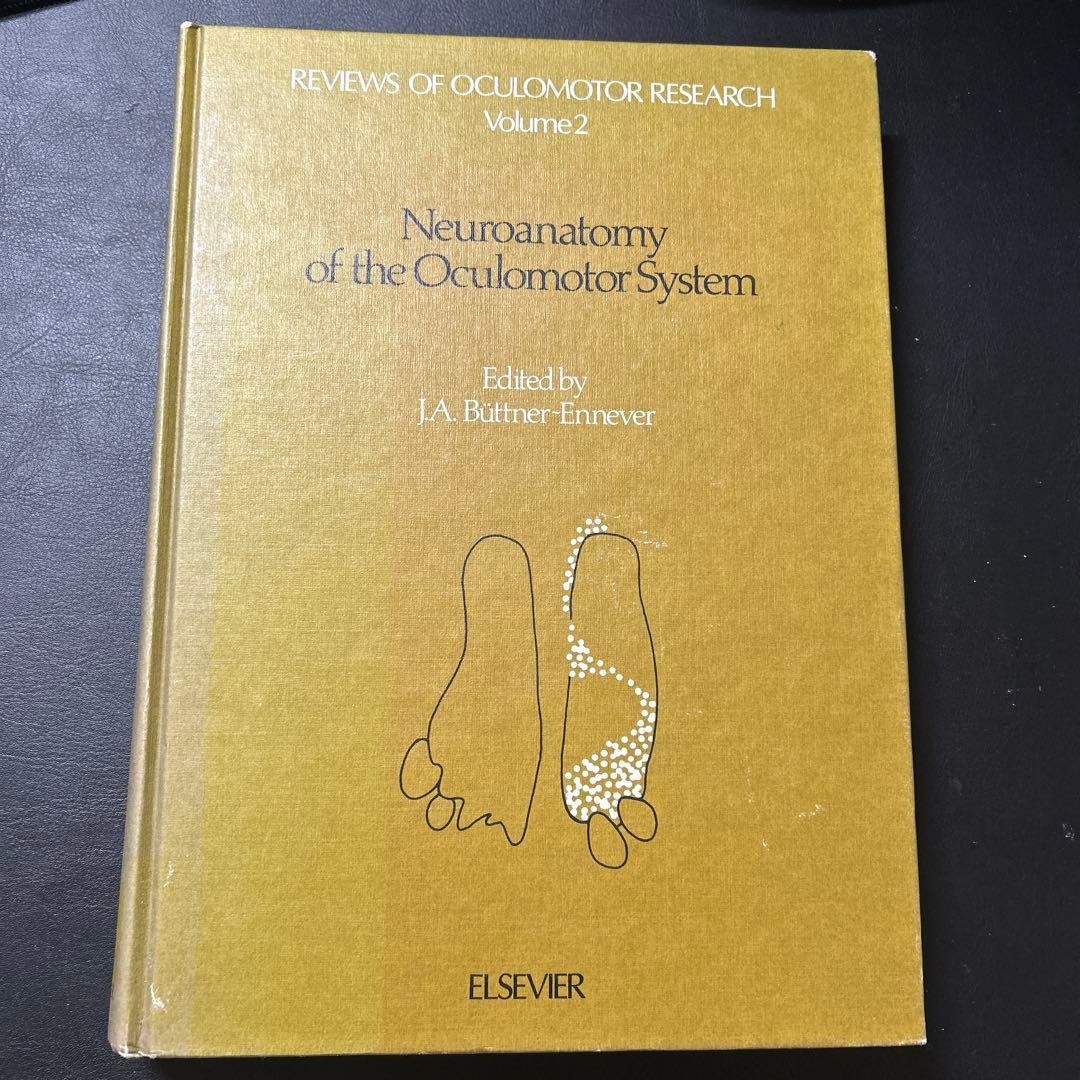 REVIEWS OF OCULOMOTOR RESEARCH
Volume 2
Neuroanatomy
of the Oculomotor System
Edited by
J.A. Büttner-Ennever
ELSEVIER